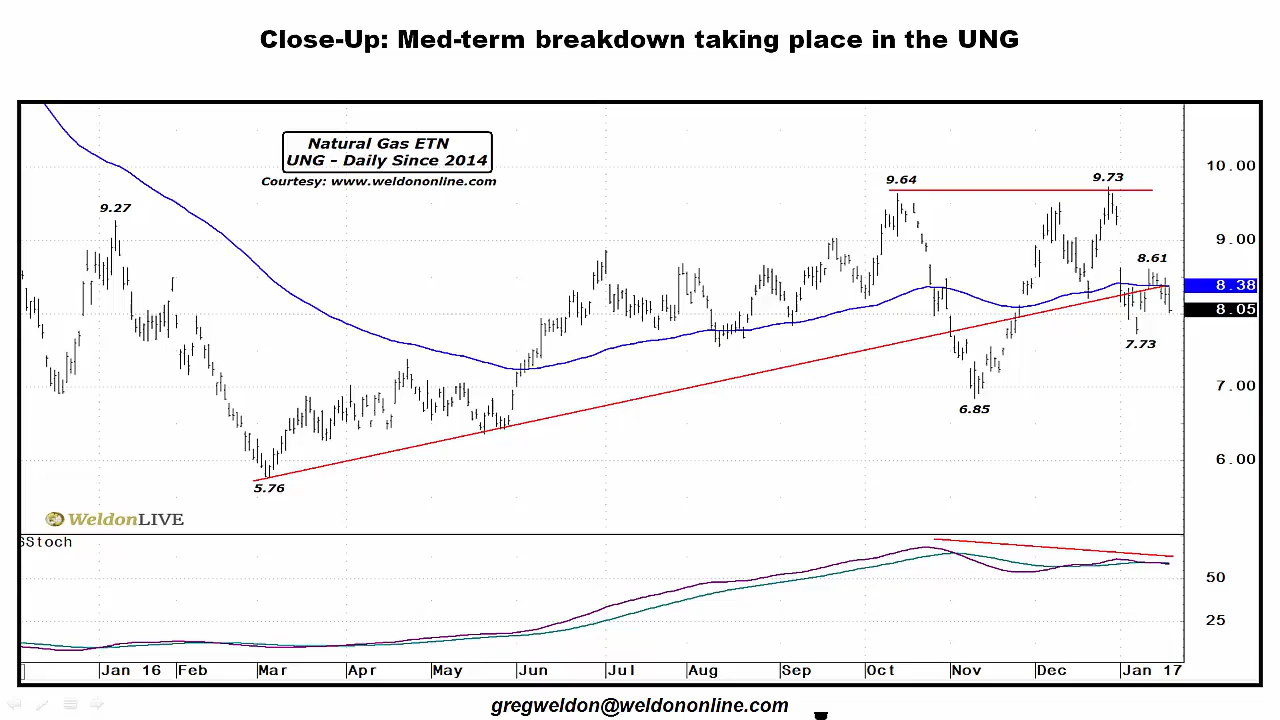 Close-Up: Med-term breakdown taking place in the UNG
Natural Gas ETN
UNG - Daily Since 2014
Courtesy: www.weldononline.com
9.27
9.64
9.73
8.61
7.73
6.85
5.76
10.00
9.00
8.38
8.05
7.00
6.00
WeldonLIVE
SStoch
50
25
Jan 16 Feb Mar Apr May Jun Jul Aug Sep Oct Nov Dec Jan 17
gregweldon@weldononline.com